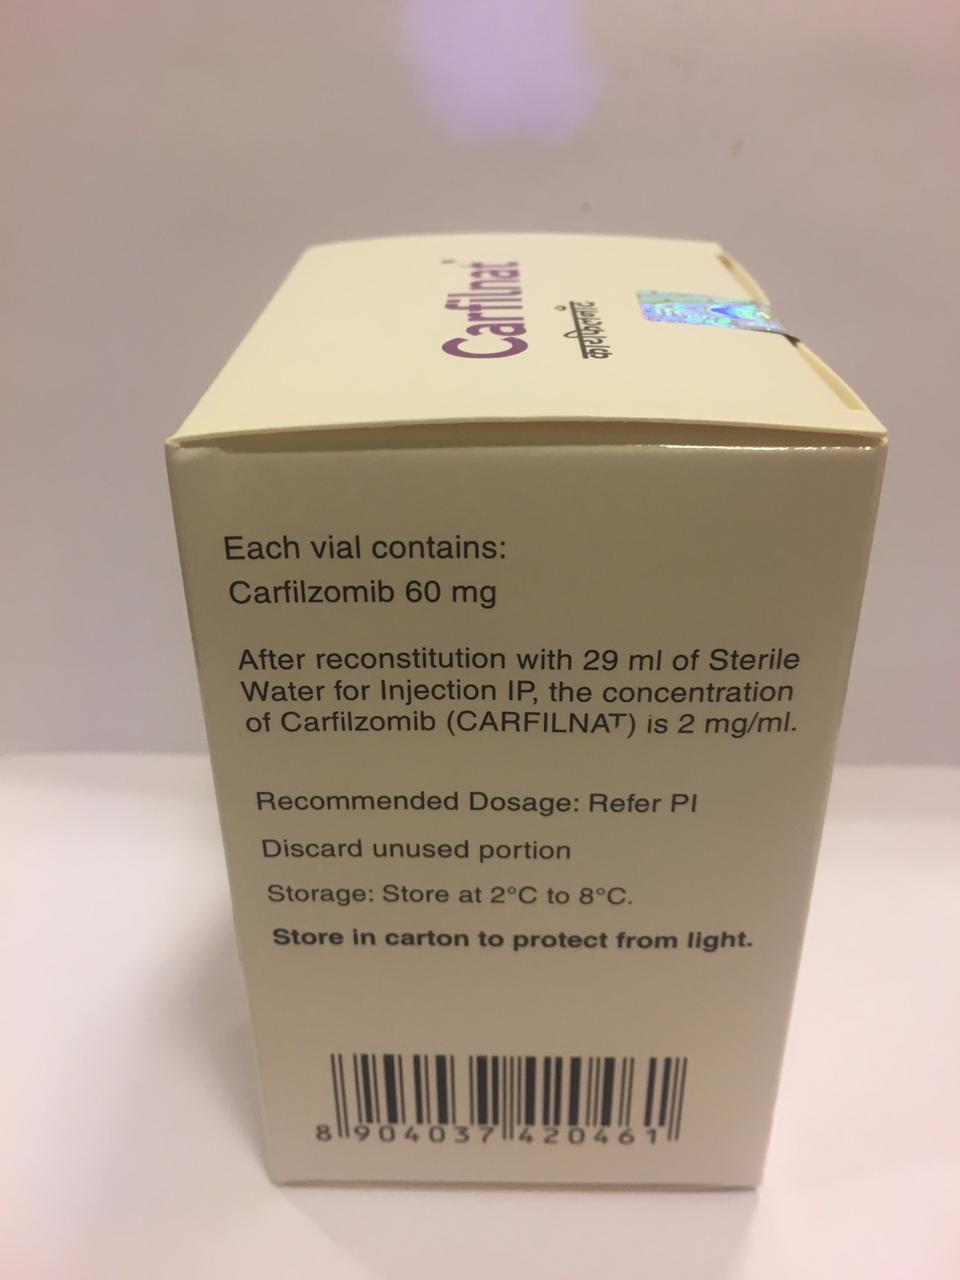 Carfilnat
कारफिलनॅट
Each vial contains:
Carfilzomib 60 mg
After reconstitution with 29 ml of Sterile
Water for Injection IP, the concentration
of Carfilzomib (CARFILNAT) is 2 mg/ml.
Recommended Dosage: Refer PI
Discard unused portion
Storage: Store at 2°C to 8°C.
Store in carton to protect from light.
8 904037 420461